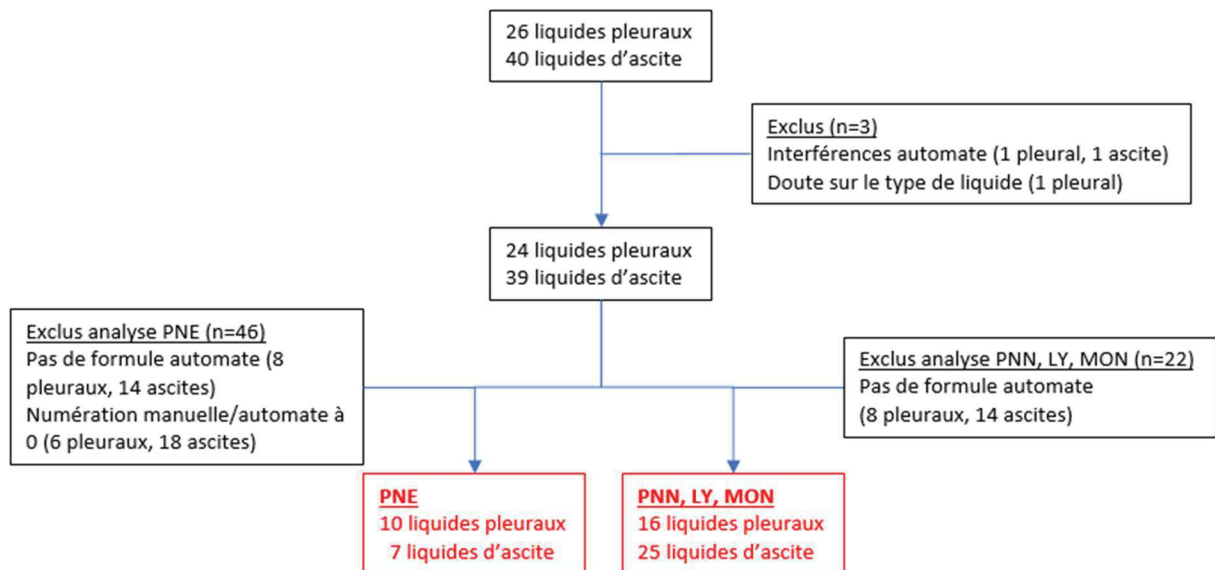 26 liquides pleuraux
40 liquides d'ascite
Exclus (n=3)
Interférences automate (1 pleural, 1 ascite)
Doute sur le type de liquide (1 pleural)
24 liquides pleuraux
39 liquides d'ascite
Exclus analyse PNE (n=46)
Pas de formule automate (8
pleuraux, 14 ascites)
Numération manuelle/automate à
0 (6 pleuraux, 18 ascites)
Exclus analyse PNN, LY, MON (n=22)
Pas de formule automate
(8 pleuraux, 14 ascites)
PNE
10 liquides pleuraux
7 liquides d'ascite
PNN, LY, MON
16 liquides pleuraux
25 liquides d'ascite